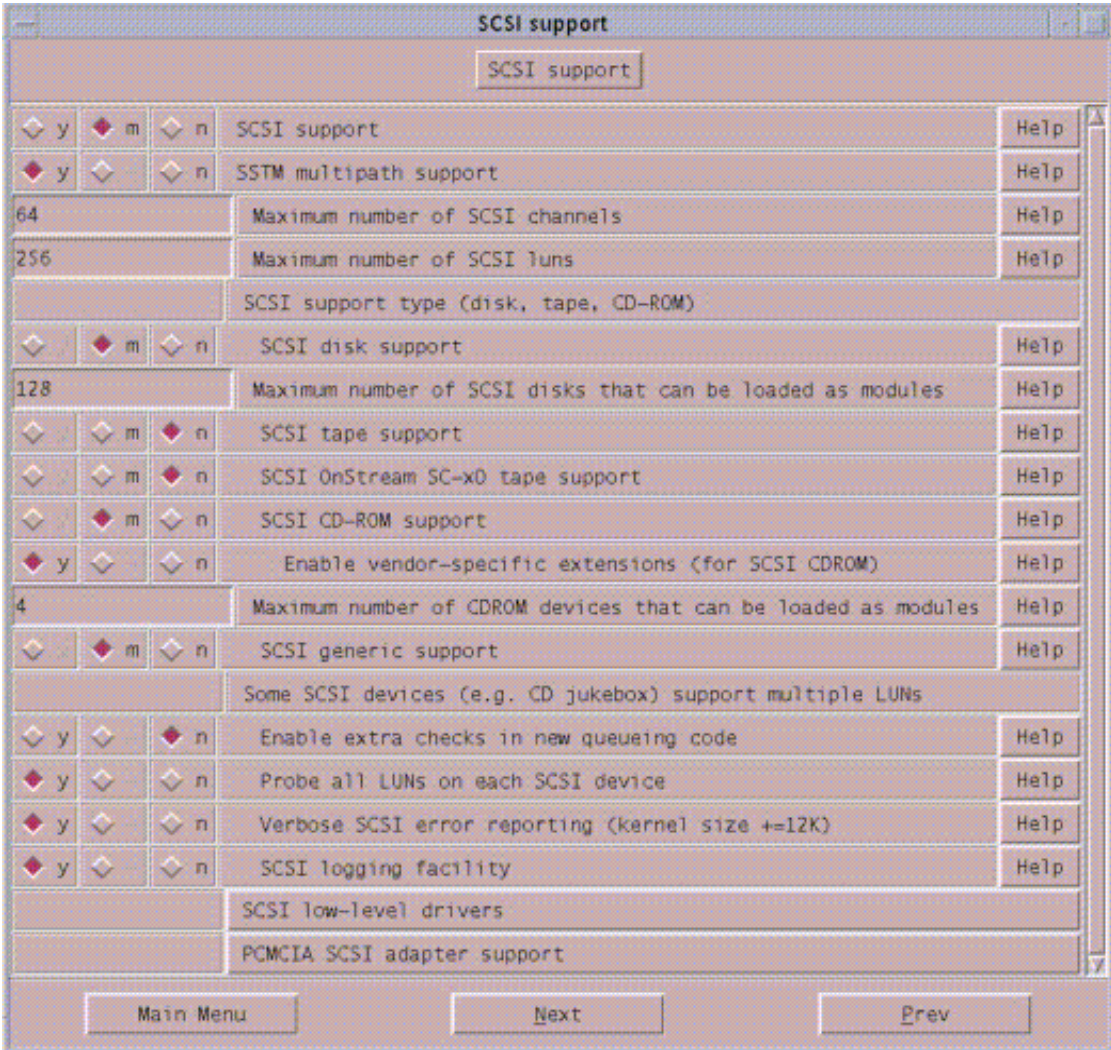 SCSI support
SCSI support
y m n SCSI support Help
y n SSTM multipath support Help
64 Maximum number of SCSI channels Help
256 Maximum number of SCSI luns Help
SCSI support type (disk, tape, CD-ROM)
m n SCSI disk support Help
128 Maximum number of SCSI disks that can be loaded as modules Help
m n SCSI tape support Help
m n SCSI OnStream SC-x0 tape support Help
m n SCSI CD-ROM support Help
y n Enable vendor-specific extensions (for SCSI CDROM) Help
4 Maximum number of CDROM devices that can be loaded as modules Help
m n SCSI generic support Help
Some SCSI devices (e.g. CD jukebox) support multiple LUNs
y n Enable extra checks in new queueing code Help
y n Probe all LUNs on each SCSI device Help
y n Verbose SCSI error reporting (kernel size +=12K) Help
y n SCSI logging facility Help
SCSI low-level drivers
PCMCIA SCSI adapter support
Main Menu Next Prev